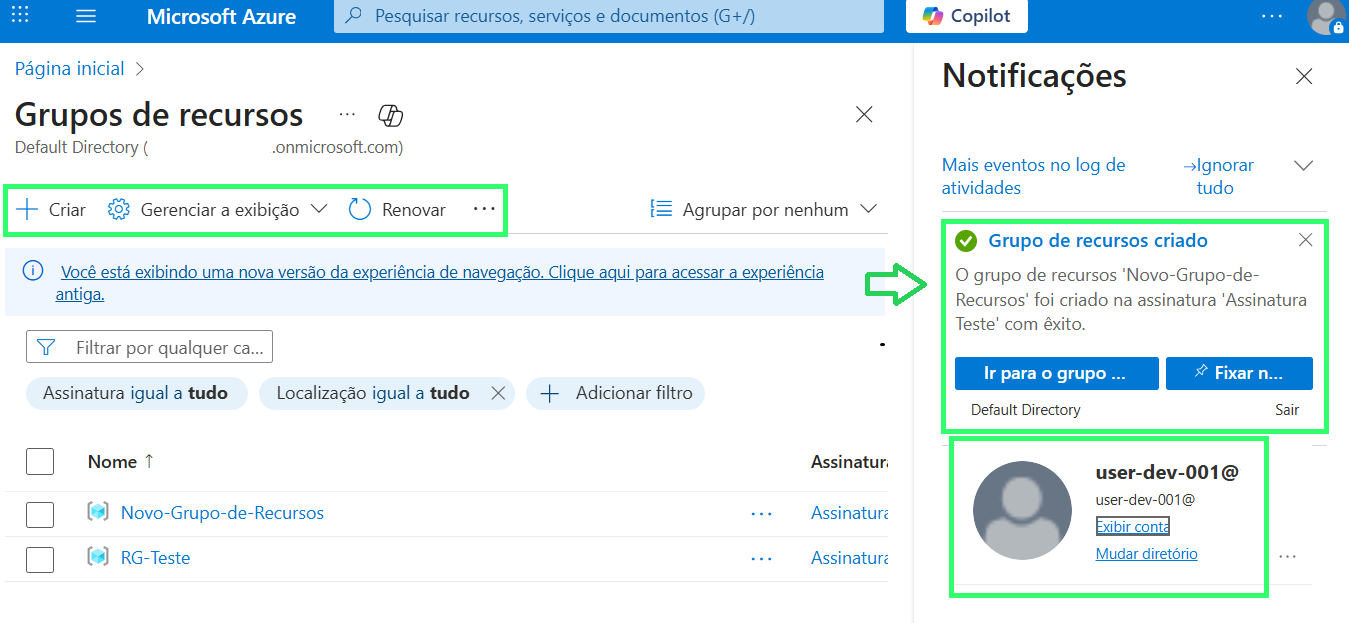 Microsoft Azure
Pesquisar recursos, serviços e documentos (G+/)
Copilot
Página inicial
Grupos de recursos
Default Directory (                .onmicrosoft.com)
Criar
Gerenciar a exibição
Renovar
Agrupar por nenhum
Você está exibindo uma nova versão da experiência de navegação. Clique aqui para acessar a experiência
antiga.
Filtrar por qualquer ca...
Assinatura igual a tudo
Localização igual a tudo
Adicionar filtro
Nome ↑
Assinatura
Novo-Grupo-de-Recursos
...
Assinatura
RG-Teste
...
Assinatura
Notificações
Mais eventos no log de
atividades
→Ignorar
tudo
Grupo de recursos criado
O grupo de recursos 'Novo-Grupo-de-
Recursos' foi criado na assinatura 'Assinatura
Teste' com êxito.
Ir para o grupo ...
Fixar n...
Default Directory
Sair
user-dev-001@
user-dev-001@
Exibir conta
Mudar diretório